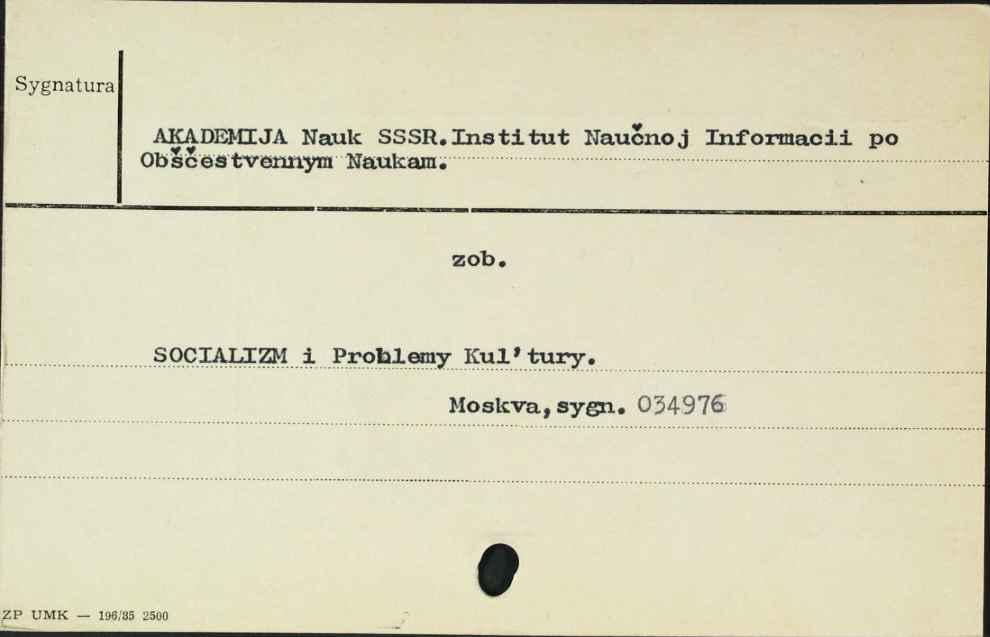 Sygnatura
AKADEMIJA Nauk SSSR.Institut Naučnoj Informacii po
Obščestvennym Naukam.
zob.
SOCIALIZM i Problemy Kul'tury.
Moskva,sygn. 034976
ZP UMK — 196/85 2500